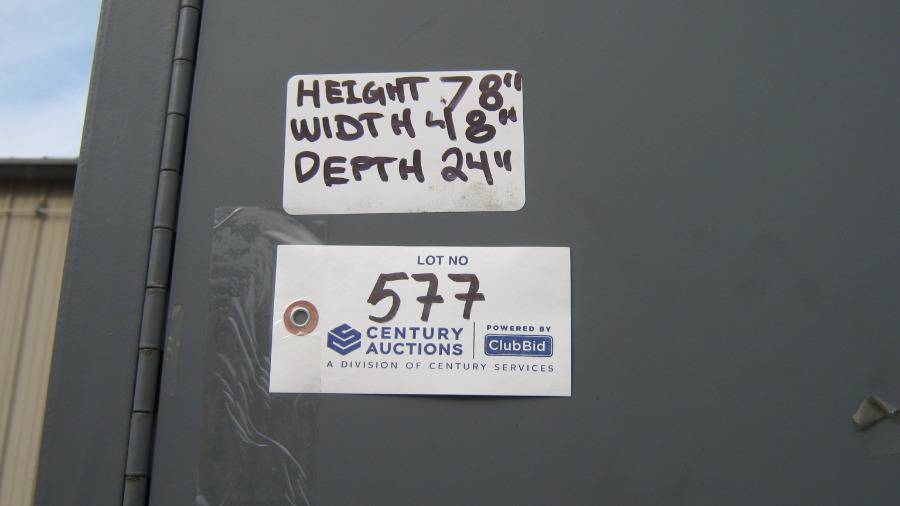 HEIGHT 78"
WIDTH 48"
DEPTH 24"
LOT NO
577
CENTURY AUCTIONS
POWERED BY
ClubBid
A DIVISION OF CENTURY SERVICES